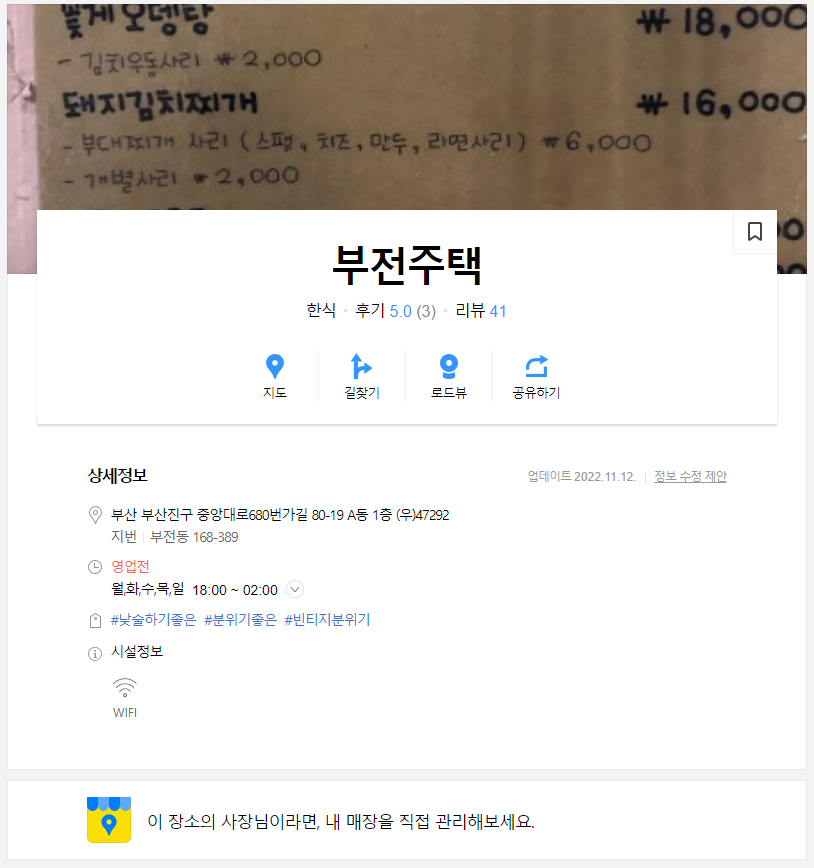 꽃게오뎅탕 ₩ 18,000
- 김치우동사리 ₩ 2,000
돼지김치찌개 ₩ 16,000
- 부대찌개 사리 ( 스팸, 치즈, 만두, 라면사리 ) ₩ 6,000
- 개별사리 ₩ 2,000
부전주택
한식 · 후기 5.0 (3) · 리뷰 41
지도 길찾기 로드뷰 공유하기
상세정보 업데이트 2022.11.12. 정보 수정 제안
부산 부산진구 중앙대로680번가길 80-19 A동 1층 (우)47292
지번 부전동 168-389
영업전
월,화,수,목,일 18:00 ~ 02:00
#낮술하기좋은 #분위기좋은 #빈티지분위기
시설정보
WIFI
이 장소의 사장님이라면, 내 매장을 직접 관리해보세요.